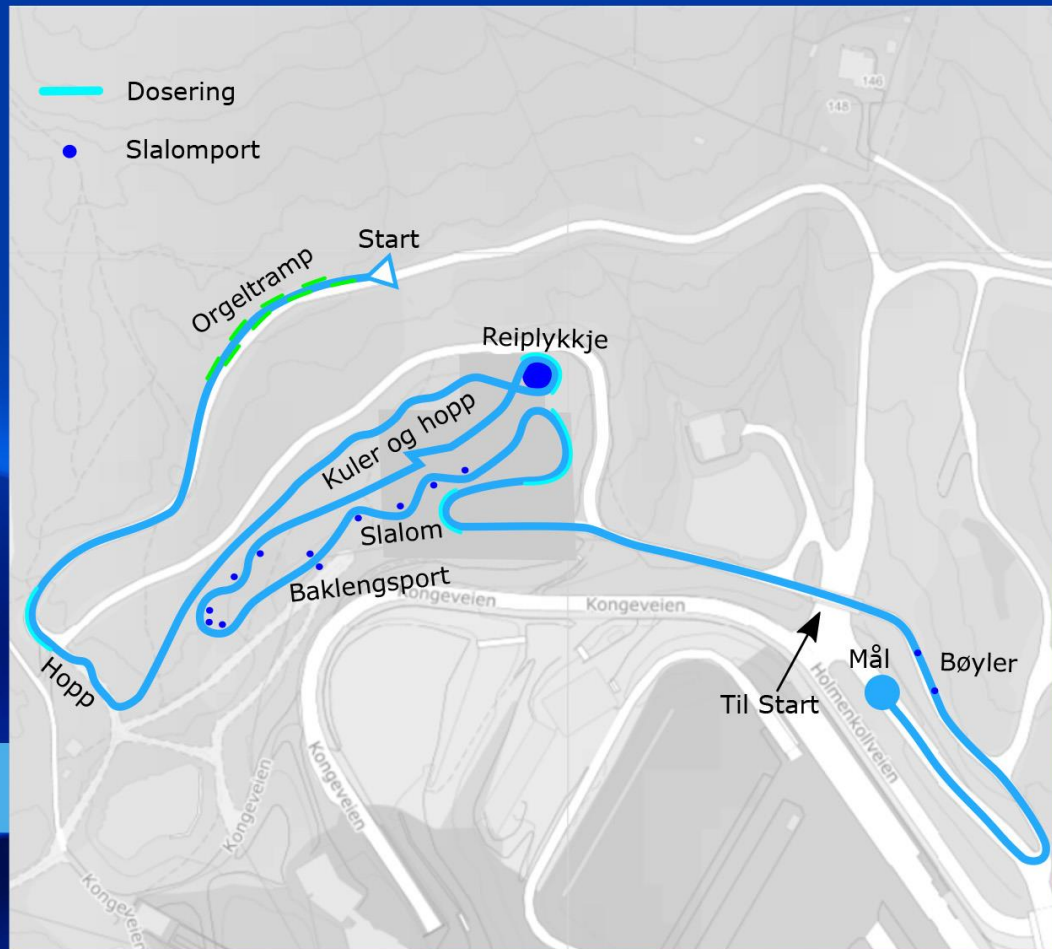 Dosering
Slalomport
146
148
Start
Orgeltramp
Reiplykkje
Kuler og hopp
Slalom
Baklengsport
Kongeveien
Kongeveien
Hopp
Mål
Bøyler
Til Start
Holmenkollveien
Kongeveien
Kongeveien
Kongeveien